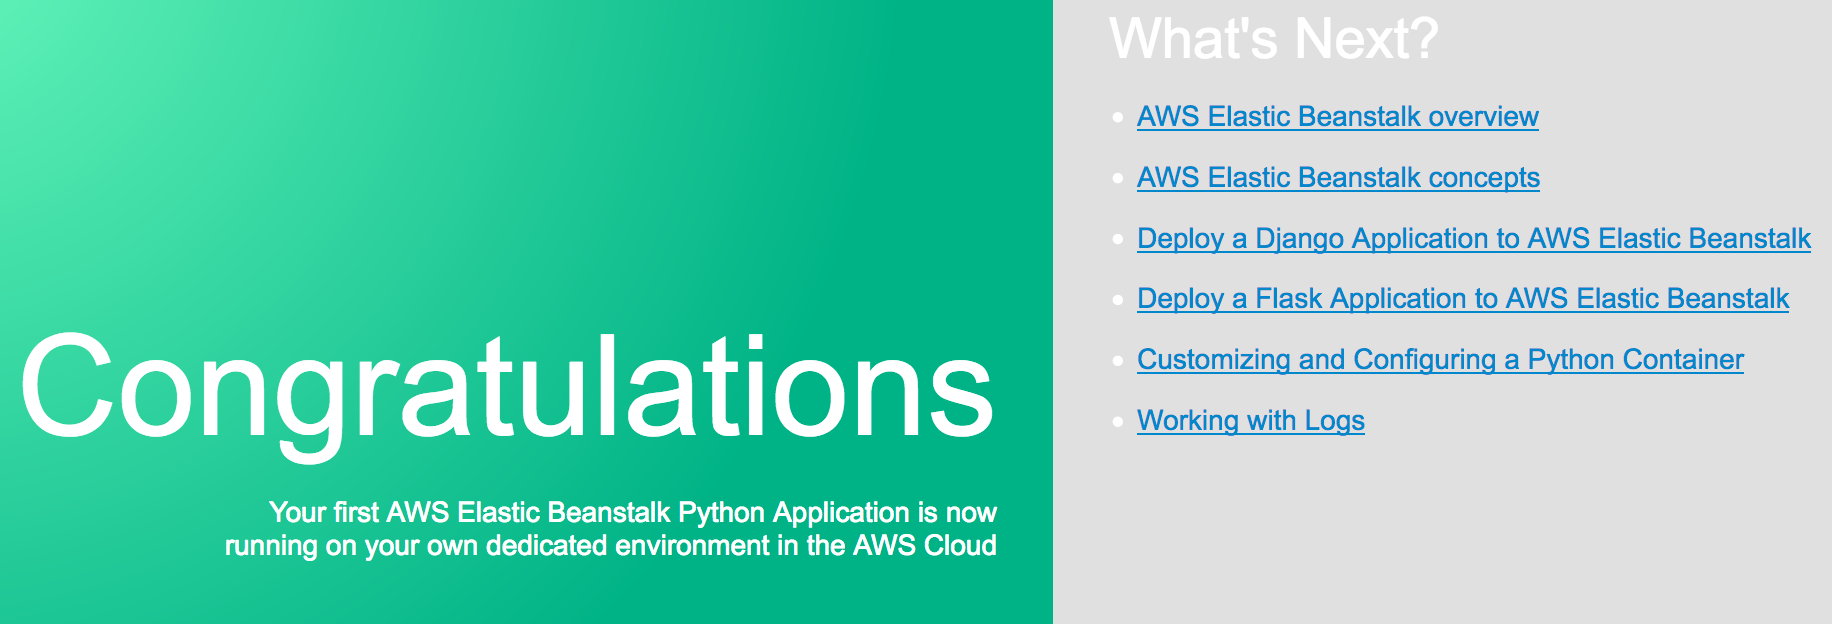 Congratulations
Your first AWS Elastic Beanstalk Python Application is now
running on your own dedicated environment in the AWS Cloud
What's Next?
AWS Elastic Beanstalk overview
AWS Elastic Beanstalk concepts
Deploy a Django Application to AWS Elastic Beanstalk
Deploy a Flask Application to AWS Elastic Beanstalk
Customizing and Configuring a Python Container
Working with Logs